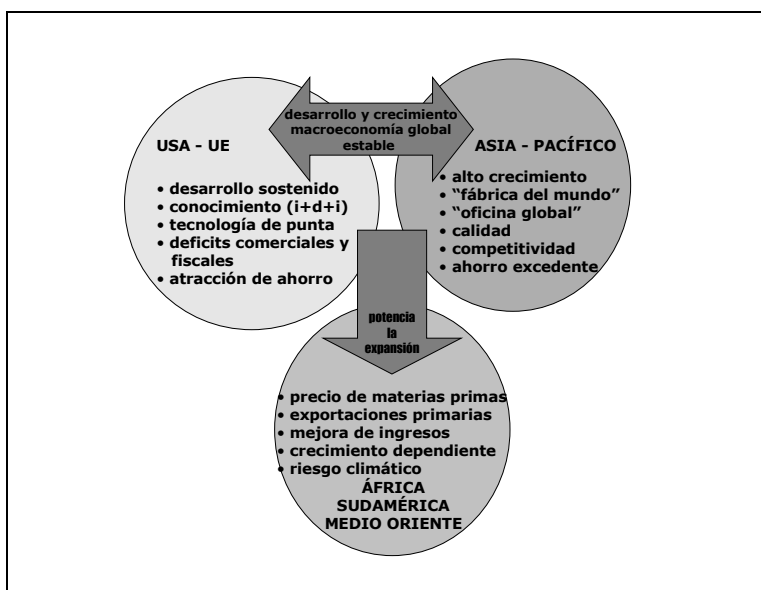 desarrollo y crecimiento
macroeconomía global
estable
USA - UE
• desarrollo sostenido
• conocimiento (i+d+i)
• tecnología de punta
• deficits comerciales y
fiscales
• atracción de ahorro
ASIA - PACÍFICO
• alto crecimiento
• “fábrica del mundo”
• “oficina global”
• calidad
• competitividad
• ahorro excedente
potencia
la
expansión
• precio de materias primas
• exportaciones primarias
• mejora de ingresos
• crecimiento dependiente
• riesgo climático
ÁFRICA
SUDAMÉRICA
MEDIO ORIENTE